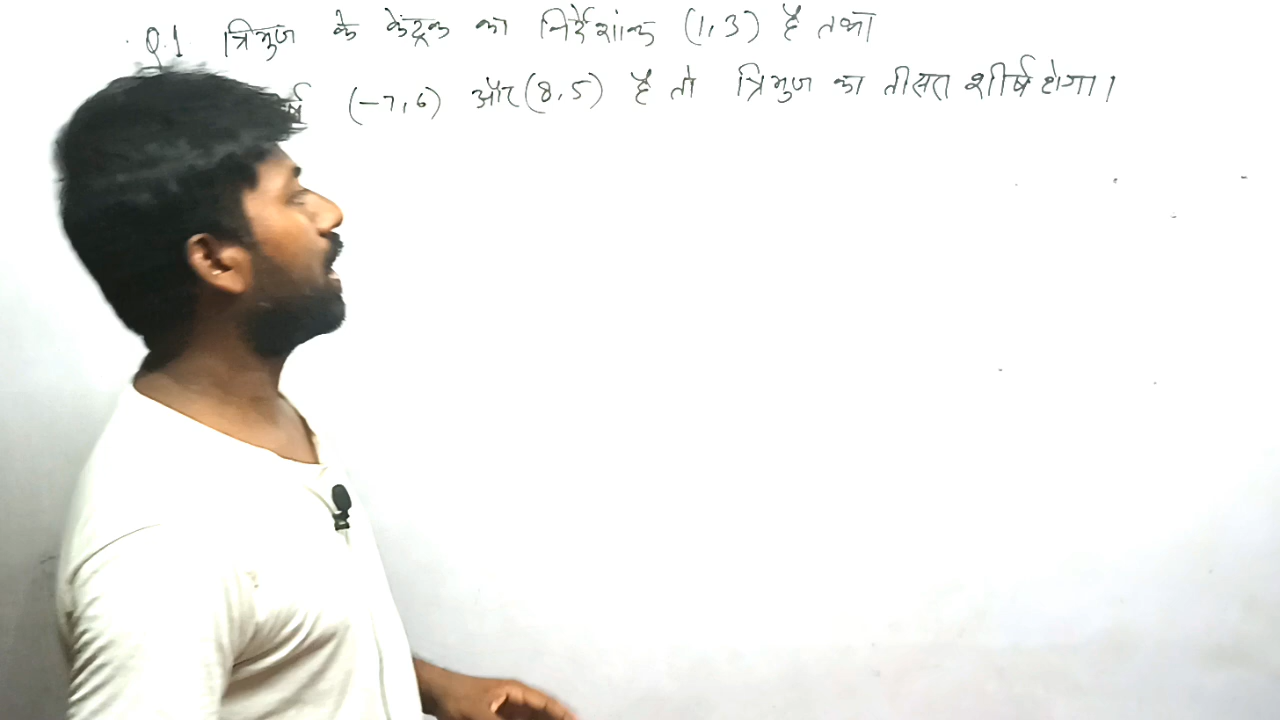 Q.1 त्रिभुज के केंद्रक का निर्देशांक (1,3) है तथा
(-7,6) और (8,5) है तो त्रिभुज का तीसरा शीर्ष होगा।